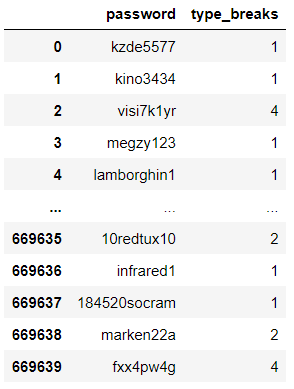 password type_breaks
0 kzde5577 1
1 kino3434 1
2 visi7k1yr 4
3 megzy123 1
4 lamborghin1 1
... ... ...
669635 10redtux10 2
669636 infrared1 1
669637 184520socram 1
669638 marken22a 2
669639 fxx4pw4g 4